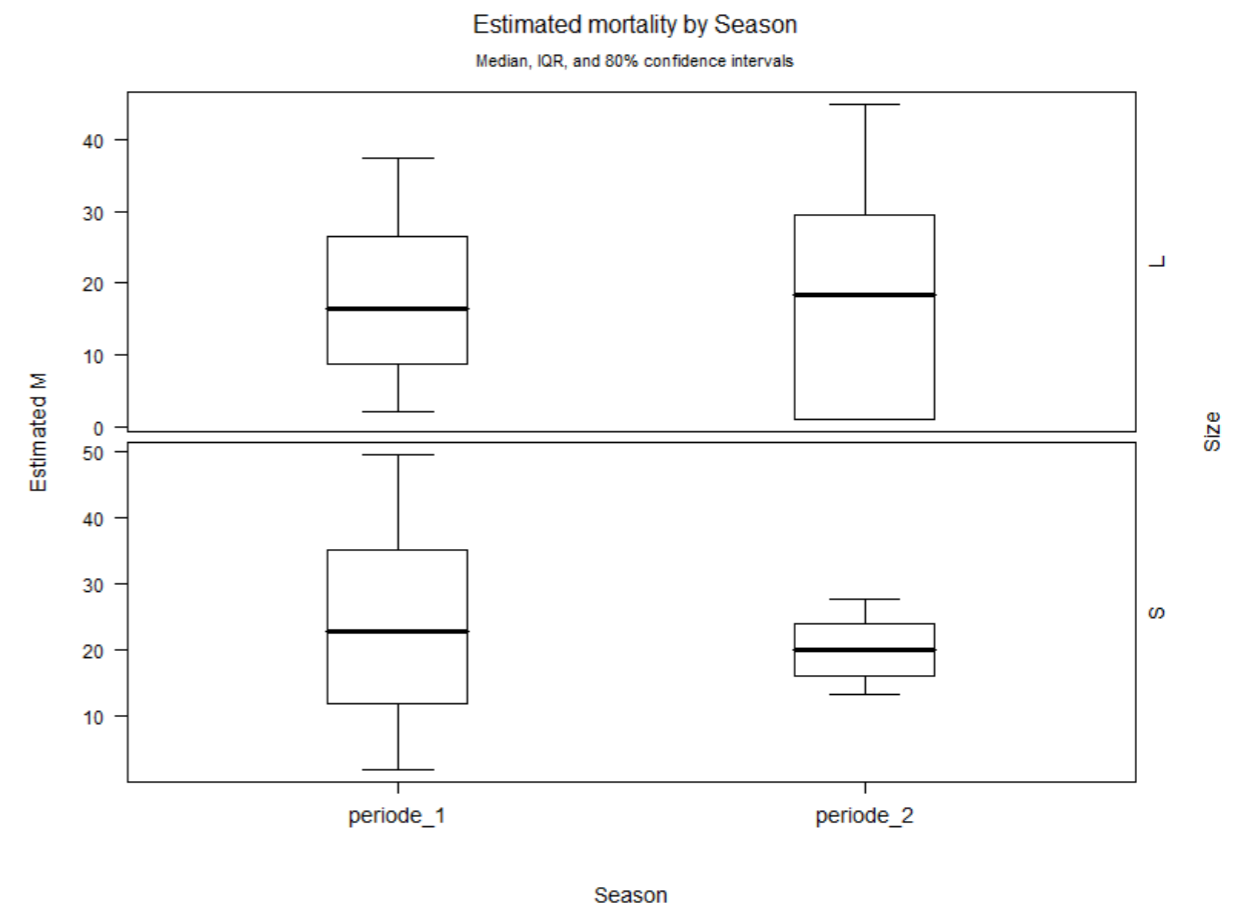 Estimated mortality by Season
Median, IQR, and 80% confidence intervals
Estimated M
40
30
20
10
0
L
50
40
30
20
10
S
Size
periode_1 periode_2
Season